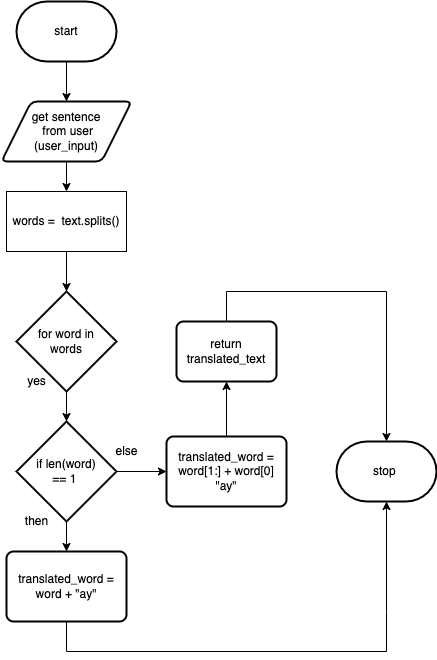 start
get sentence
from user
(user_input)
words =  text.splits()
for word in
words
yes
return
translated_text
if len(word)
== 1
else
translated_word =
word[1:] + word[0]
"ay"
stop
then
translated_word =
word + "ay"